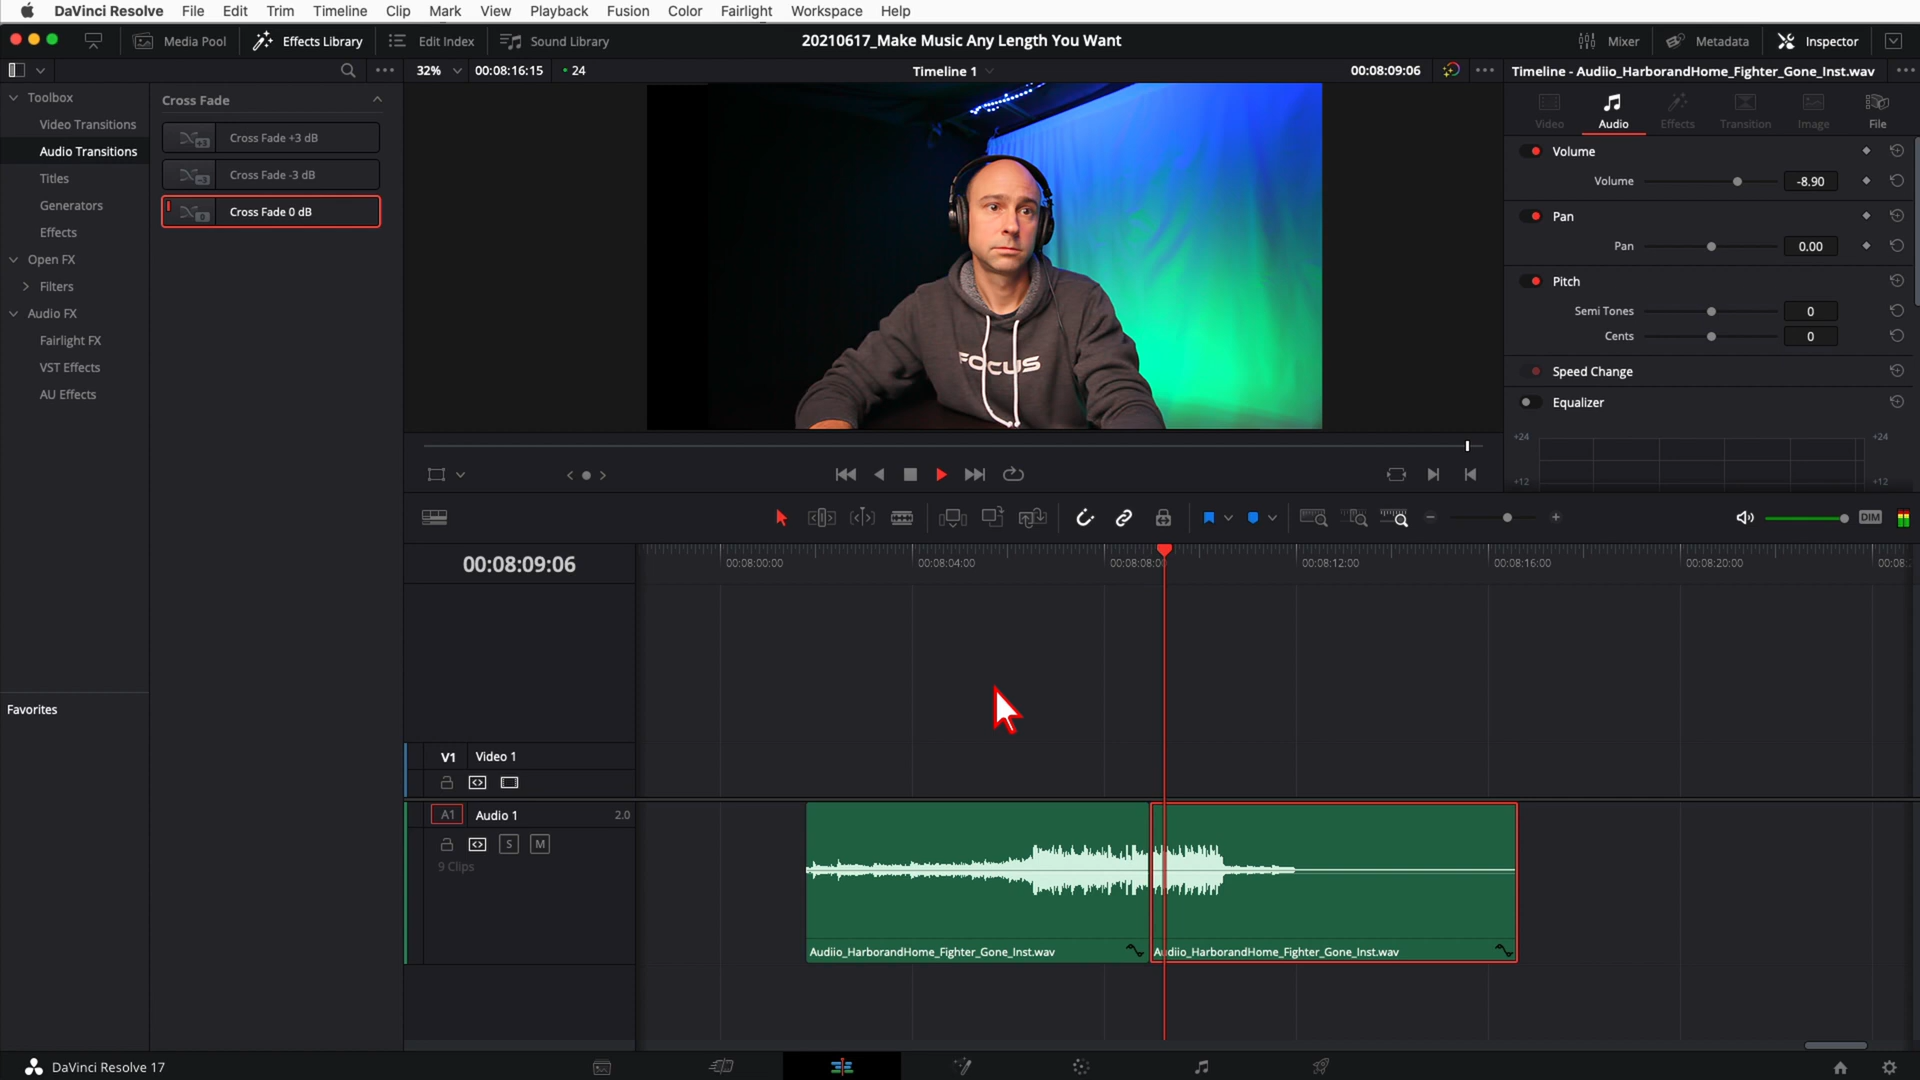 DaVinci Resolve File Edit Trim Timeline Clip Mark View Playback Fusion Color Fairlight Workspace Help
Media Pool Effects Library Edit Index Sound Library 20210617_Make Music Any Length You Want Mixer Metadata Inspector
32% 00:08:16:15 24 Timeline 1 00:08:09:06 Timeline - Audiio_HarborandHome_Fighter_Gone_Inst.wav
Toolbox
Video Transitions
Audio Transitions
Titles
Generators
Effects
Open FX
Filters
Audio FX
Fairlight FX
VST Effects
AU Effects
Favorites
Cross Fade
+3 Cross Fade +3 dB
-3 Cross Fade -3 dB
0 Cross Fade 0 dB
FOCUS
Video Audio Effects Transition Image File
Volume
Volume -8.90
Pan
Pan 0.00
Pitch
Semi Tones 0
Cents 0
Speed Change
Equalizer
+24 +24
+12 +12
DIM
00:08:09:06
00:08:00:00 00:08:04:00 00:08:08:00 00:08:12:00 00:08:16:00 00:08:20:00 00:08:
V1 Video 1
A1 Audio 1 2.0
S M
9 Clips
Audiio_HarborandHome_Fighter_Gone_Inst.wav Audiio_HarborandHome_Fighter_Gone_Inst.wav
DaVinci Resolve 17